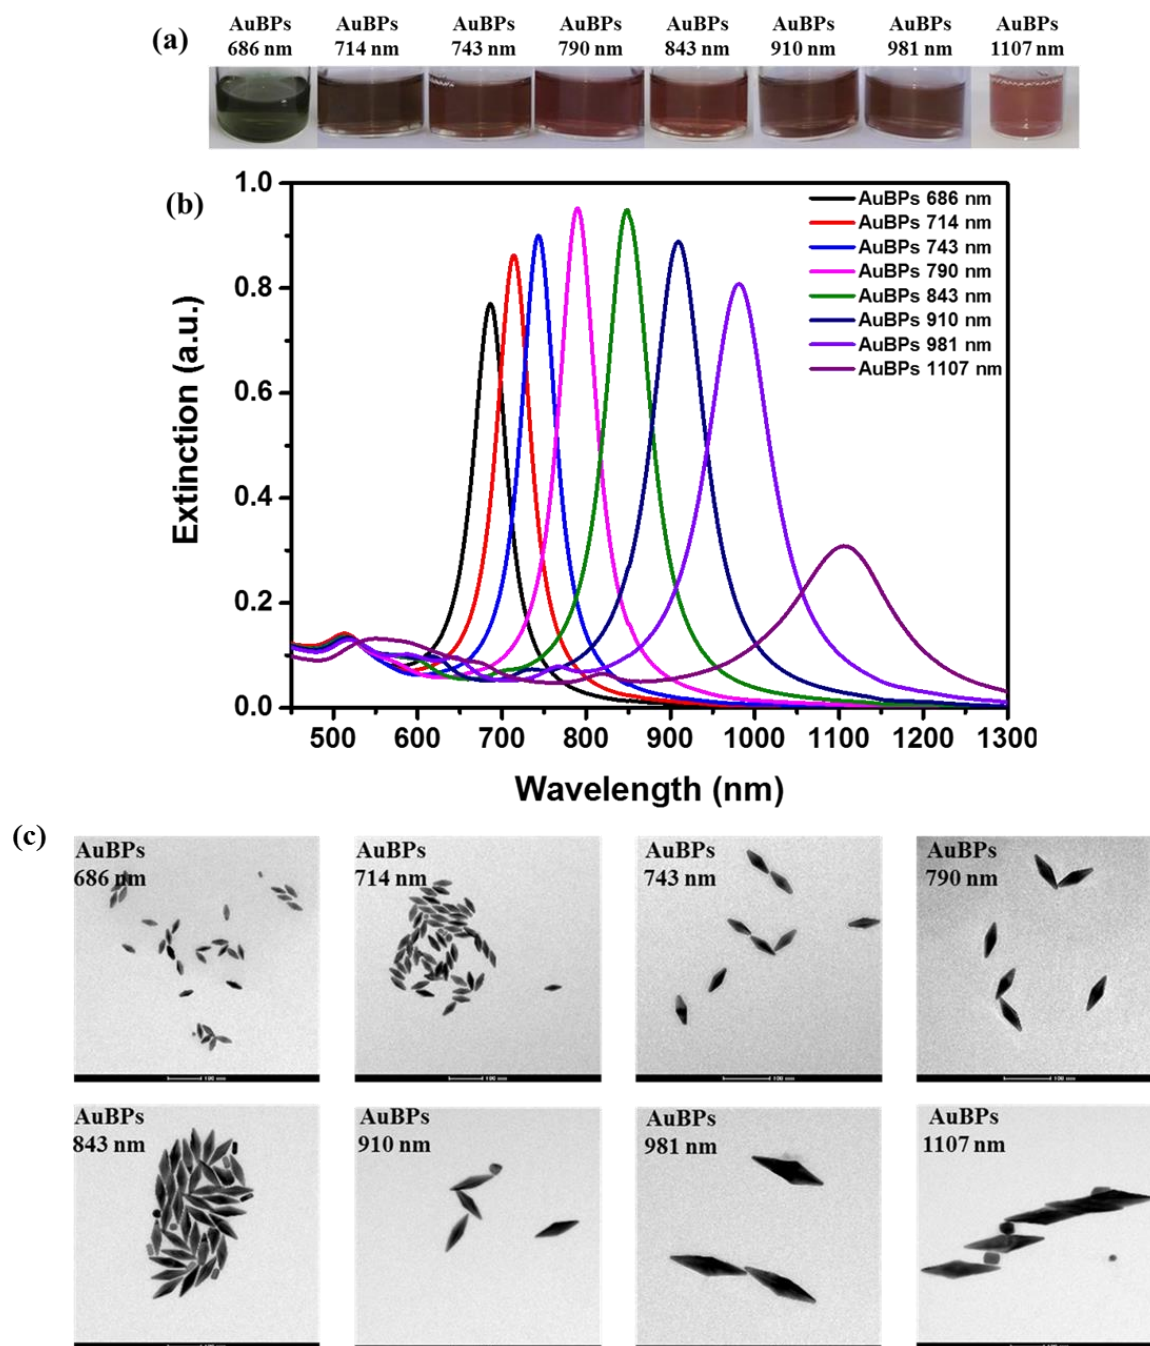 (a)
AuBPs AuBPs AuBPs AuBPs AuBPs AuBPs AuBPs AuBPs
686 nm 714 nm 743 nm 790 nm 843 nm 910 nm 981 nm 1107 nm
(b)
1.0
0.8
0.6
0.4
0.2
0.0
Extinction (a.u.)
AuBPs 686 nm
AuBPs 714 nm
AuBPs 743 nm
AuBPs 790 nm
AuBPs 843 nm
AuBPs 910 nm
AuBPs 981 nm
AuBPs 1107 nm
500 600 700 800 900 1000 1100 1200 1300
Wavelength (nm)
(c)
AuBPs
686 nm
AuBPs
714 nm
AuBPs
743 nm
AuBPs
790 nm
AuBPs
843 nm
AuBPs
910 nm
AuBPs
981 nm
AuBPs
1107 nm